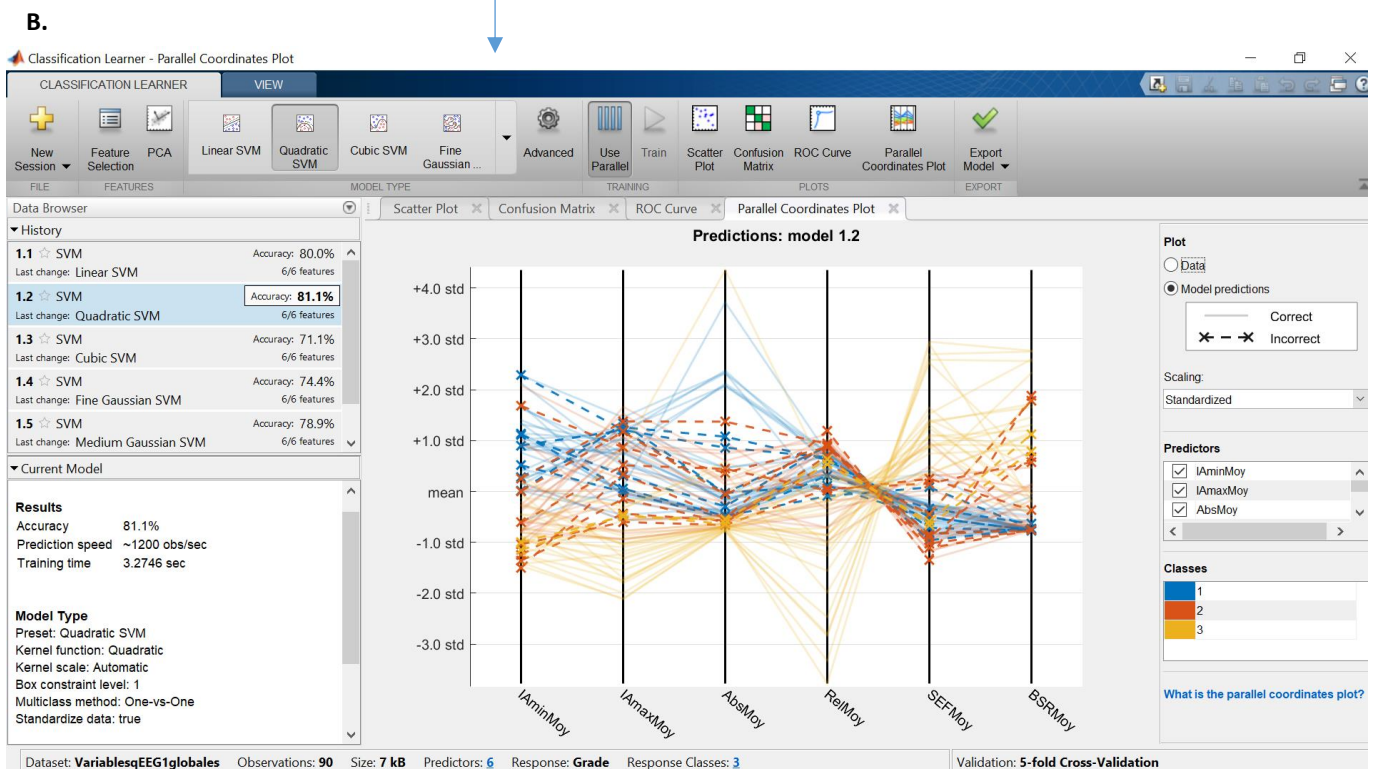 B.
Classification Learner - Parallel Coordinates Plot
CLASSIFICATION LEARNER VIEW
New Session
Feature Selection
PCA
Linear SVM
Quadratic SVM
Cubic SVM
Fine Gaussian ...
Advanced
Use Parallel
Train
Scatter Plot
Confusion Matrix
ROC Curve
Parallel Coordinates Plot
Export Model
FILE FEATURES MODEL TYPE TRAINING PLOTS EXPORT
Data Browser
History
1.1 SVM Accuracy: 80.0%
Last change: Linear SVM 6/6 features
1.2 SVM Accuracy: 81.1%
Last change: Quadratic SVM 6/6 features
1.3 SVM Accuracy: 71.1%
Last change: Cubic SVM 6/6 features
1.4 SVM Accuracy: 74.4%
Last change: Fine Gaussian SVM 6/6 features
1.5 SVM Accuracy: 78.9%
Last change: Medium Gaussian SVM 6/6 features
Current Model
Results
Accuracy 81.1%
Prediction speed ~1200 obs/sec
Training time 3.2746 sec
Model Type
Preset: Quadratic SVM
Kernel function: Quadratic
Kernel scale: Automatic
Box constraint level: 1
Multiclass method: One-vs-One
Standardize data: true
Scatter Plot Confusion Matrix ROC Curve Parallel Coordinates Plot
Predictions: model 1.2
+4.0 std
+3.0 std
+2.0 std
+1.0 std
mean
-1.0 std
-2.0 std
-3.0 std
IAminMoy
IAmaxMoy
AbsMoy
RelMoy
SEFMoy
BSRMoy
Plot
Data
Model predictions
Correct
Incorrect
Scaling:
Standardized
Predictors
IAminMoy
IAmaxMoy
AbsMoy
Classes
1
2
3
What is the parallel coordinates plot?
Dataset: VariablesqEEG1globales Observations: 90 Size: 7 kB Predictors: 6 Response: Grade Response Classes: 3 Validation: 5-fold Cross-Validation